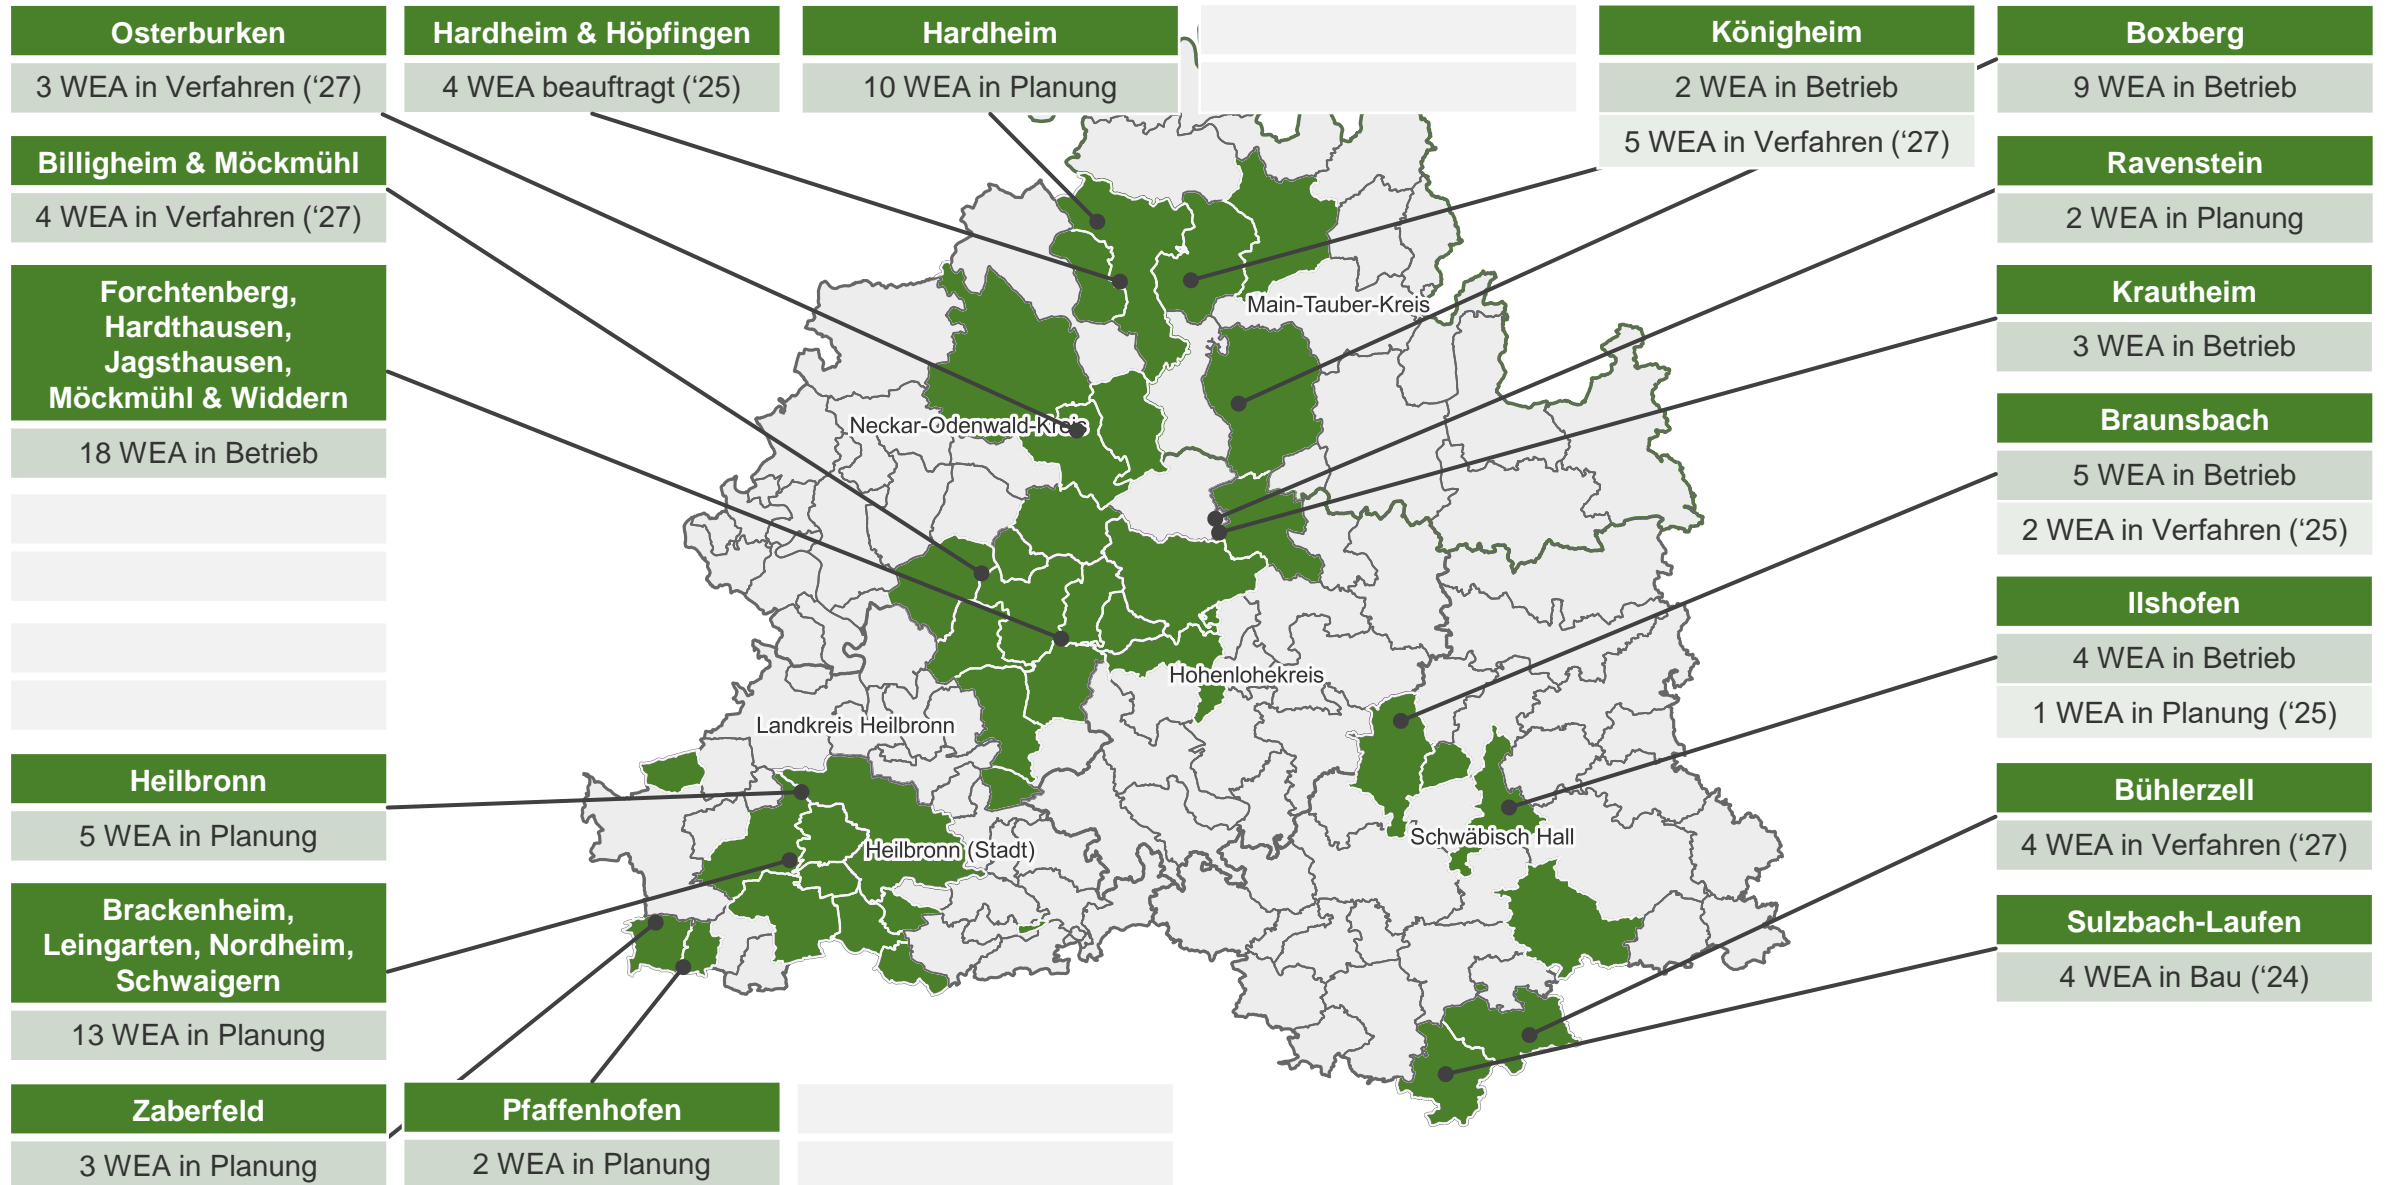 Osterburken
3 WEA in Verfahren (‘27)
Hardheim & Höpfingen
4 WEA beauftragt (‘25)
Hardheim
10 WEA in Planung
Königheim
2 WEA in Betrieb
5 WEA in Verfahren (‘27)
Boxberg
9 WEA in Betrieb
Billigheim & Möckmühl
4 WEA in Verfahren (‘27)
Forchtenberg,
Hardthausen,
Jagsthausen,
Möckmühl & Widdern
18 WEA in Betrieb
Heilbronn
5 WEA in Planung
Brackenheim,
Leingarten, Nordheim,
Schwaigern
13 WEA in Planung
Zaberfeld
3 WEA in Planung
Pfaffenhofen
2 WEA in Planung
Main-Tauber-Kreis
Neckar-Odenwald-Kreis
Hohenlohekreis
Landkreis Heilbronn
Heilbronn (Stadt)
Schwäbisch Hall
Ravenstein
2 WEA in Planung
Krautheim
3 WEA in Betrieb
Braunsbach
5 WEA in Betrieb
2 WEA in Verfahren (‘25)
Ilshofen
4 WEA in Betrieb
1 WEA in Planung (‘25)
Bühlerzell
4 WEA in Verfahren (‘27)
Sulzbach-Laufen
4 WEA in Bau (‘24)